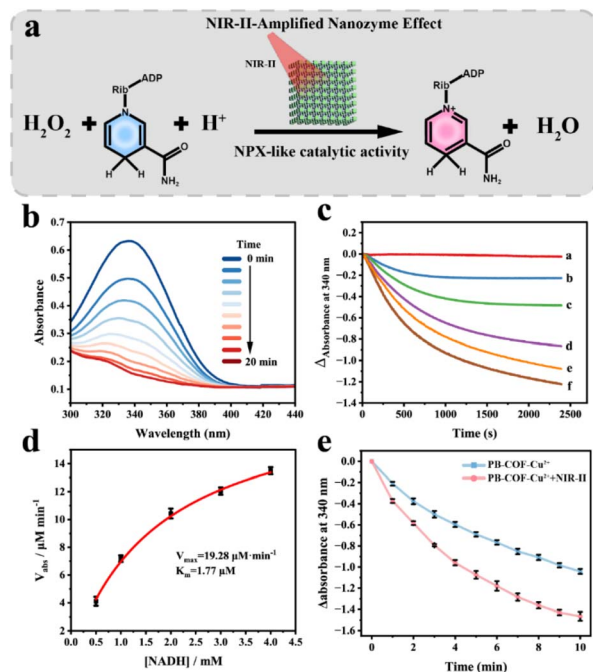 a
NIR-II-Amplified Nanozyme Effect
NIR-II
Rib ADP
N
H H
O
NH₂
H₂O₂ + + H⁺
NPX-like catalytic activity
Rib ADP
N⁺
O
NH₂
+ H₂O
b
Absorbance
0.7
0.6
0.5
0.4
0.3
0.2
0.1
300 320 340 360 380 400 420 440
Wavelength (nm)
Time
0 min
20 min
c
Δ Absorbance at 340 nm
0.2
0.0
−0.2
−0.4
−0.6
−0.8
−1.0
−1.2
−1.4
0 500 1000 1500 2000 2500
Time (s)
a
b
c
d
e
f
d
V abs / μM min⁻¹
16
14
12
10
8
6
4
2
0.0 0.5 1.0 1.5 2.0 2.5 3.0 3.5 4.0 4.5
[NADH] / mM
V max=19.28 μM·min⁻¹
K m=1.77 μM
e
Δabsorbance at 340 nm
0.0
−0.2
−0.4
−0.6
−0.8
−1.0
−1.2
−1.4
−1.6
0 2 4 6 8 10
Time (min)
PB-COF-Cu²⁺
PB-COF-Cu²⁺+NIR-II